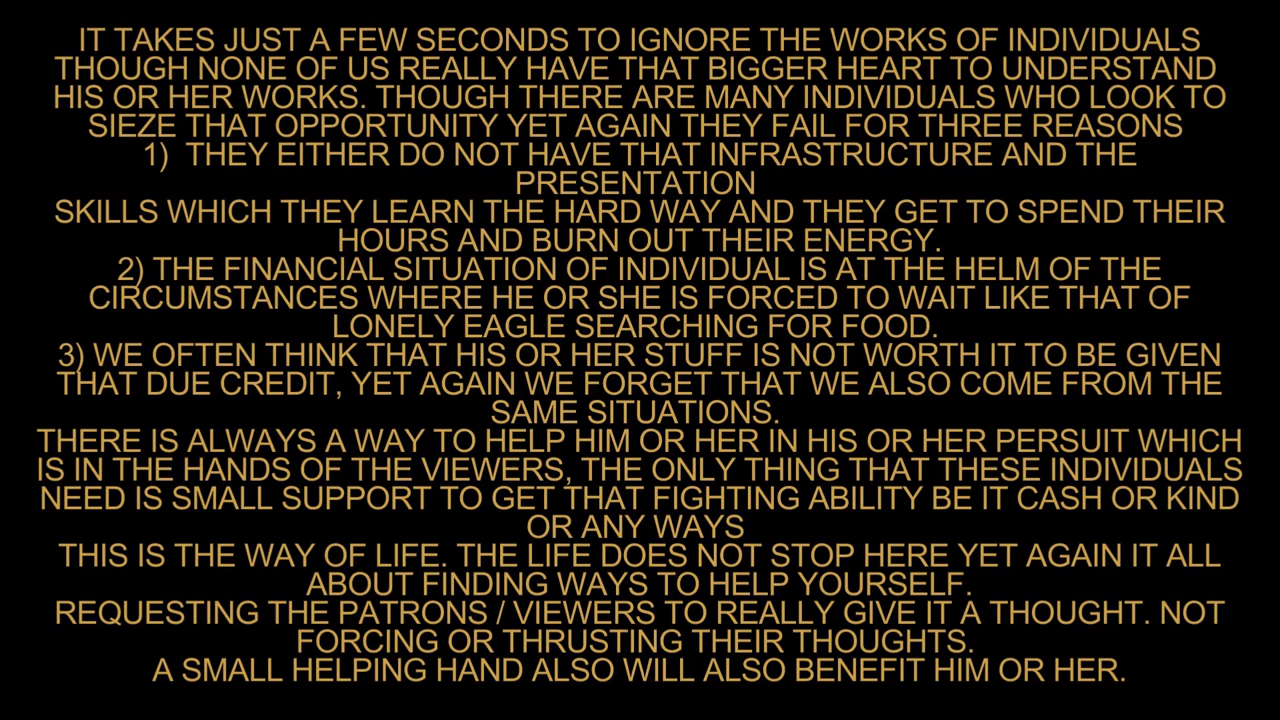 IT TAKES JUST A FEW SECONDS TO IGNORE THE WORKS OF INDIVIDUALS
THOUGH NONE OF US REALLY HAVE THAT BIGGER HEART TO UNDERSTAND
HIS OR HER WORKS. THOUGH THERE ARE MANY INDIVIDUALS WHO LOOK TO
SIEZE THAT OPPORTUNITY YET AGAIN THEY FAIL FOR THREE REASONS
1)  THEY EITHER DO NOT HAVE THAT INFRASTRUCTURE AND THE
PRESENTATION
SKILLS WHICH THEY LEARN THE HARD WAY AND THEY GET TO SPEND THEIR
HOURS AND BURN OUT THEIR ENERGY.
2) THE FINANCIAL SITUATION OF INDIVIDUAL IS AT THE HELM OF THE
CIRCUMSTANCES WHERE HE OR SHE IS FORCED TO WAIT LIKE THAT OF
LONELY EAGLE SEARCHING FOR FOOD.
3) WE OFTEN THINK THAT HIS OR HER STUFF IS NOT WORTH IT TO BE GIVEN
THAT DUE CREDIT, YET AGAIN WE FORGET THAT WE ALSO COME FROM THE
SAME SITUATIONS.
THERE IS ALWAYS A WAY TO HELP HIM OR HER IN HIS OR HER PERSUIT WHICH
IS IN THE HANDS OF THE VIEWERS, THE ONLY THING THAT THESE INDIVIDUALS
NEED IS SMALL SUPPORT TO GET THAT FIGHTING ABILITY BE IT CASH OR KIND
OR ANY WAYS
THIS IS THE WAY OF LIFE. THE LIFE DOES NOT STOP HERE YET AGAIN IT ALL
ABOUT FINDING WAYS TO HELP YOURSELF.
REQUESTING THE PATRONS / VIEWERS TO REALLY GIVE IT A THOUGHT. NOT
FORCING OR THRUSTING THEIR THOUGHTS.
A SMALL HELPING HAND ALSO WILL ALSO BENEFIT HIM OR HER.